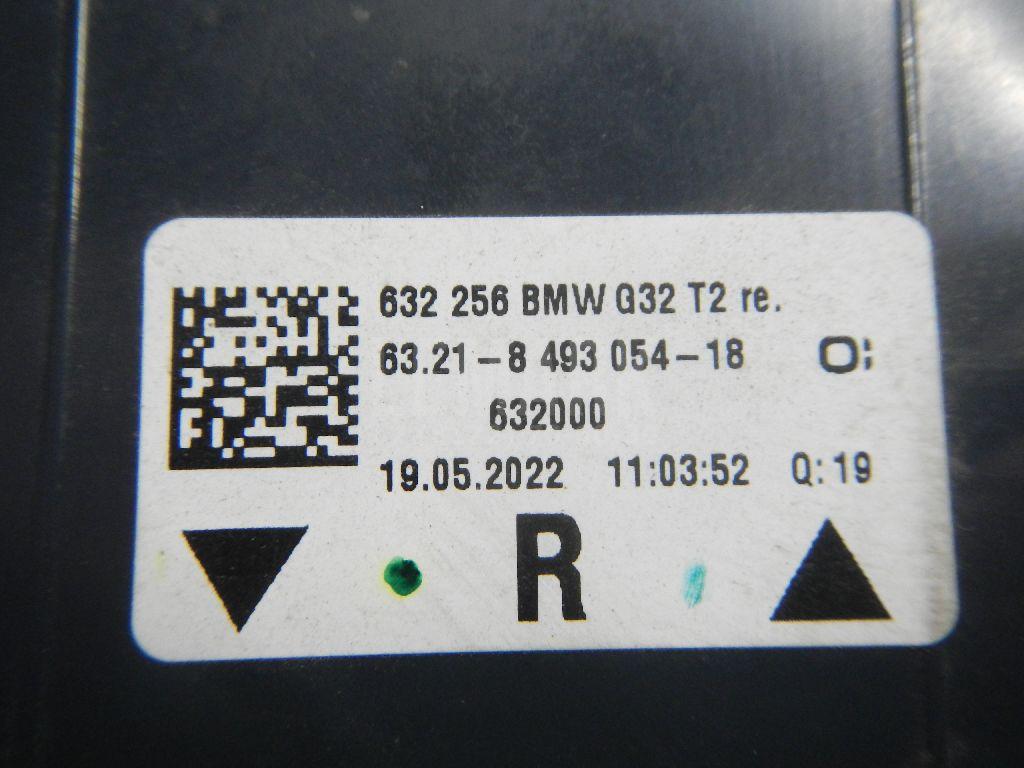 632 256 BMW G32 T2 re.
63.21-8 493 054-18 O;
632000
19.05.2022 11:03:52 Q: 19
R